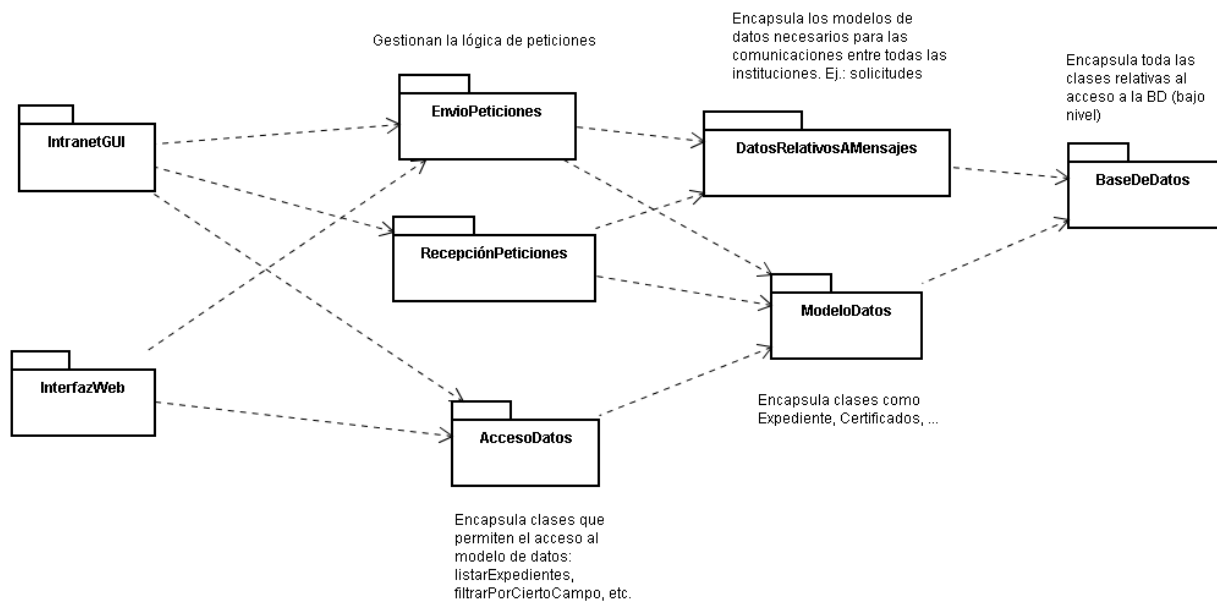 Gestionan la lógica de peticiones
Encapsula los modelos de
datos necesarios para las
comunicaciones entre todas las
instituciones. Ej.: solicitudes
Encapsula toda las
clases relativas al
acceso a la BD (bajo
nivel)
IntranetGUI
EnvioPeticiones
DatosRelativosAMensajes
BaseDeDatos
RecepciónPeticiones
ModeloDatos
InterfazWeb
AccesoDatos
Encapsula clases como
Expediente, Certificados, ...
Encapsula clases que
permiten el acceso al
modelo de datos:
listarExpedientes,
filtrarPorCiertoCampo, etc.